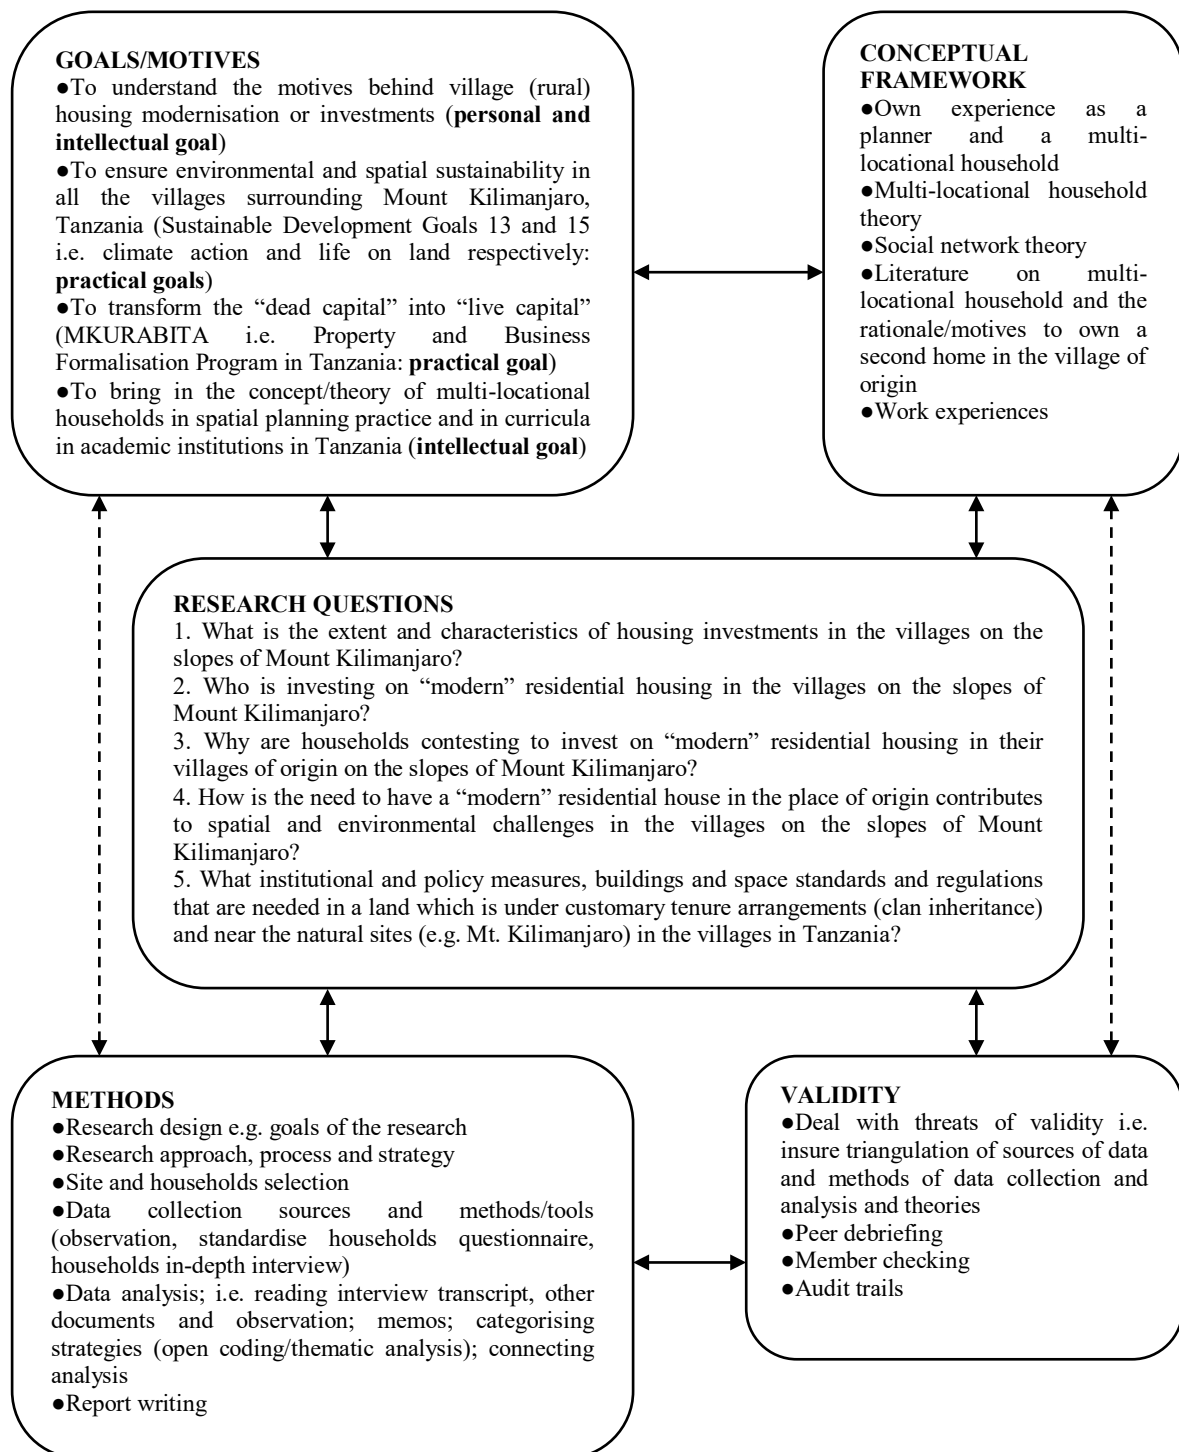 GOALS/MOTIVES
●To understand the motives behind village (rural)
housing modernisation or investments (personal and
intellectual goal)
●To ensure environmental and spatial sustainability in
all the villages surrounding Mount Kilimanjaro,
Tanzania (Sustainable Development Goals 13 and 15
i.e. climate action and life on land respectively:
practical goals)
●To transform the “dead capital” into “live capital”
(MKURABITA i.e. Property and Business
Formalisation Program in Tanzania: practical goal)
●To bring in the concept/theory of multi-locational
households in spatial planning practice and in curricula
in academic institutions in Tanzania (intellectual goal)
CONCEPTUAL
FRAMEWORK
●Own experience as a
planner and a multi-
locational household
●Multi-locational household
theory
●Social network theory
●Literature on multi-
locational household and the
rationale/motives to own a
second home in the village of
origin
●Work experiences
RESEARCH QUESTIONS
1. What is the extent and characteristics of housing investments in the villages on the
slopes of Mount Kilimanjaro?
2. Who is investing on “modern” residential housing in the villages on the slopes of
Mount Kilimanjaro?
3. Why are households contesting to invest on “modern” residential housing in their
villages of origin on the slopes of Mount Kilimanjaro?
4. How is the need to have a “modern” residential house in the place of origin contributes
to spatial and environmental challenges in the villages on the slopes of Mount
Kilimanjaro?
5. What institutional and policy measures, buildings and space standards and regulations
that are needed in a land which is under customary tenure arrangements (clan inheritance)
and near the natural sites (e.g. Mt. Kilimanjaro) in the villages in Tanzania?
METHODS
●Research design e.g. goals of the research
●Research approach, process and strategy
●Site and households selection
●Data collection sources and methods/tools
(observation, standardise households questionnaire,
households in-depth interview)
●Data analysis; i.e. reading interview transcript, other
documents and observation; memos; categorising
strategies (open coding/thematic analysis); connecting
analysis
●Report writing
VALIDITY
●Deal with threats of validity i.e.
insure triangulation of sources of data
and methods of data collection and
analysis and theories
●Peer debriefing
●Member checking
●Audit trails